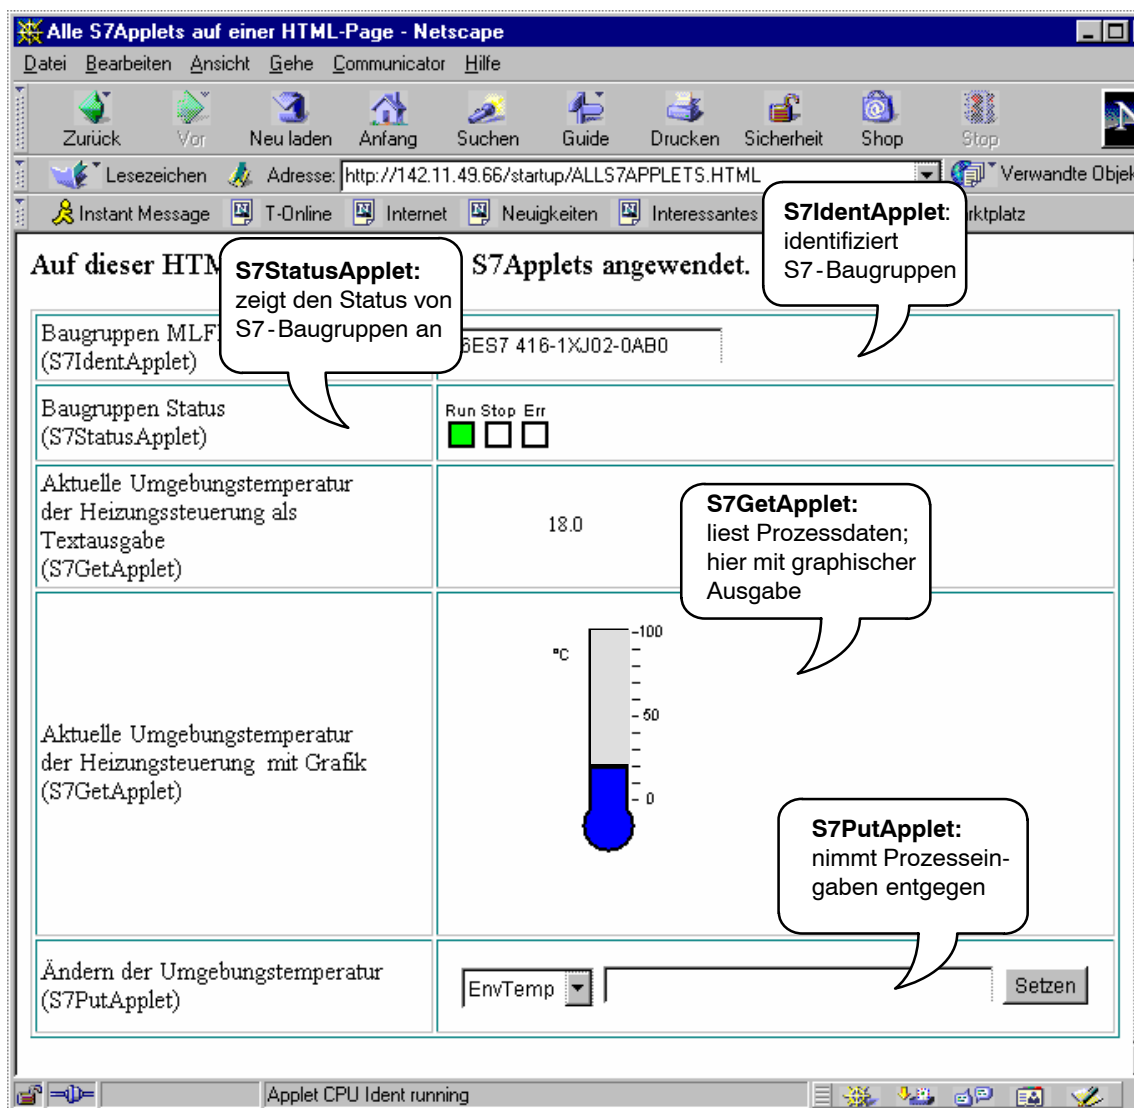 Alle S7Applets auf einer HTML-Page - Netscape
Datei Bearbeiten Ansicht Gehe Communicator Hilfe
Zurück Vor Neu laden Anfang Suchen Guide Drucken Sicherheit Shop Stop
Lesezeichen Adresse: http://142.11.49.66/startup/ALLS7APPLETS.HTML Verwandte Objek
Instant Message T-Online Internet Neuigkeiten Interessantes
S7IdentApplet:
identifiziert
S7-Baugruppen
Auf dieser S7Applets angewendet.
S7StatusApplet:
zeigt den Status von
S7-Baugruppen an
Baugruppen
(S7IdentApplet)
6ES7 416-1XJ02-0AB0
Baugruppen Status
(S7StatusApplet)
Run Stop Err
Aktuelle Umgebungstemperatur
der Heizungssteuerung als
Textausgabe
(S7GetApplet)
18.0
S7GetApplet:
liest Prozessdaten;
hier mit graphischer
Ausgabe
Aktuelle Umgebungstemperatur
der Heizungsteuerung mit Grafik
(S7GetApplet)
°C
100
50
0
S7PutApplet:
nimmt Prozessein-
gaben entgegen
Ändern der Umgebungstemperatur
(S7PutApplet)
EnvTemp
Setzen
Applet CPU Ident running